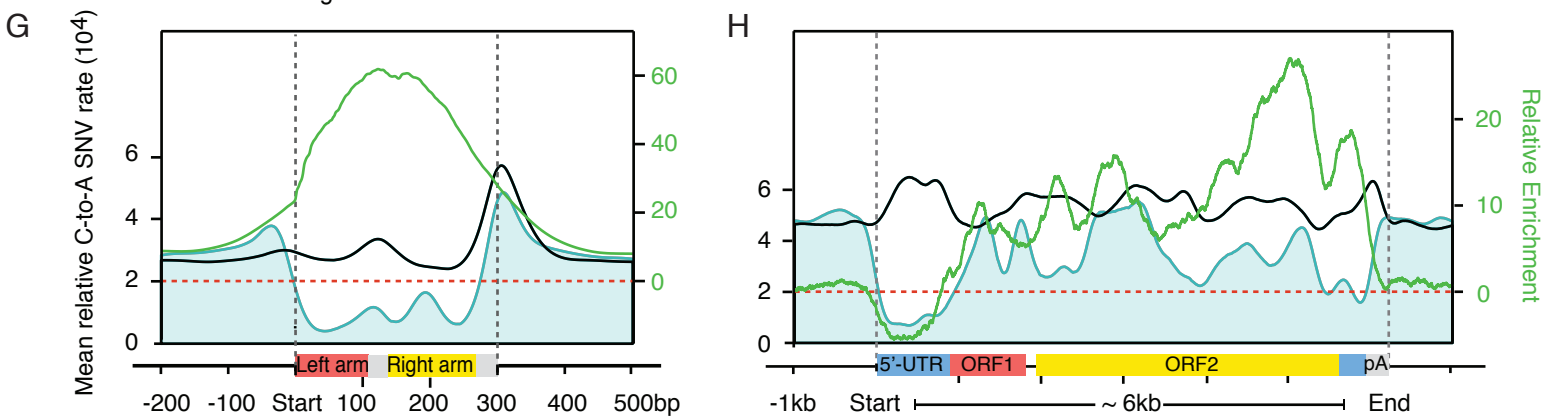 G
Mean relative C-to-A SNV rate (10⁴)
6
4
2
0
60
40
20
0
Left arm
Right arm
-200 -100 Start 100 200 300 400 500bp
H
6
4
2
0
20
10
0
Relative Enrichment
5'-UTR ORF1 ORF2 pA
-1kb Start ~ 6kb End